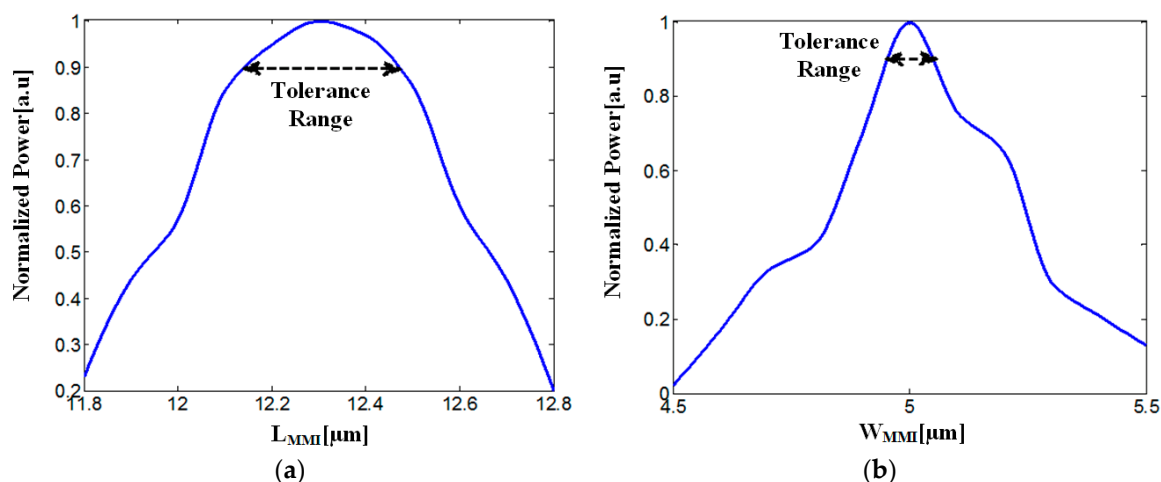 Normalized Power[a.u]
1
0.9
0.8
0.7
0.6
0.5
0.4
0.3
0.2
Tolerance
Range
11.8
12
12.2
12.4
12.6
12.8
LMMI[μm]
(a)
Normalized Power[a.u]
1
0.8
0.6
0.4
0.2
0
Tolerance
Range
4.5
5
5.5
WMMI[μm]
(b)